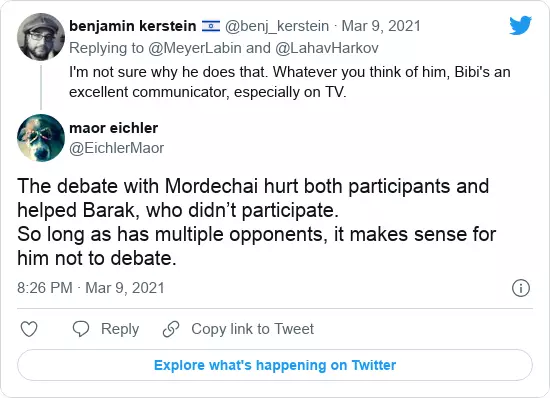 benjamin kerstein 🇮🇱 @benj_kerstein · Mar 9, 2021
Replying to @MeyerLabin and @LahavHarkov
I'm not sure why he does that. Whatever you think of him, Bibi's an
excellent communicator, especially on TV.
maor eichler
@EichlerMaor
The debate with Mordechai hurt both participants and
helped Barak, who didn’t participate.
So long as has multiple opponents, it makes sense for
him not to debate.
8:26 PM · Mar 9, 2021
Reply
Copy link to Tweet
Explore what's happening on Twitter